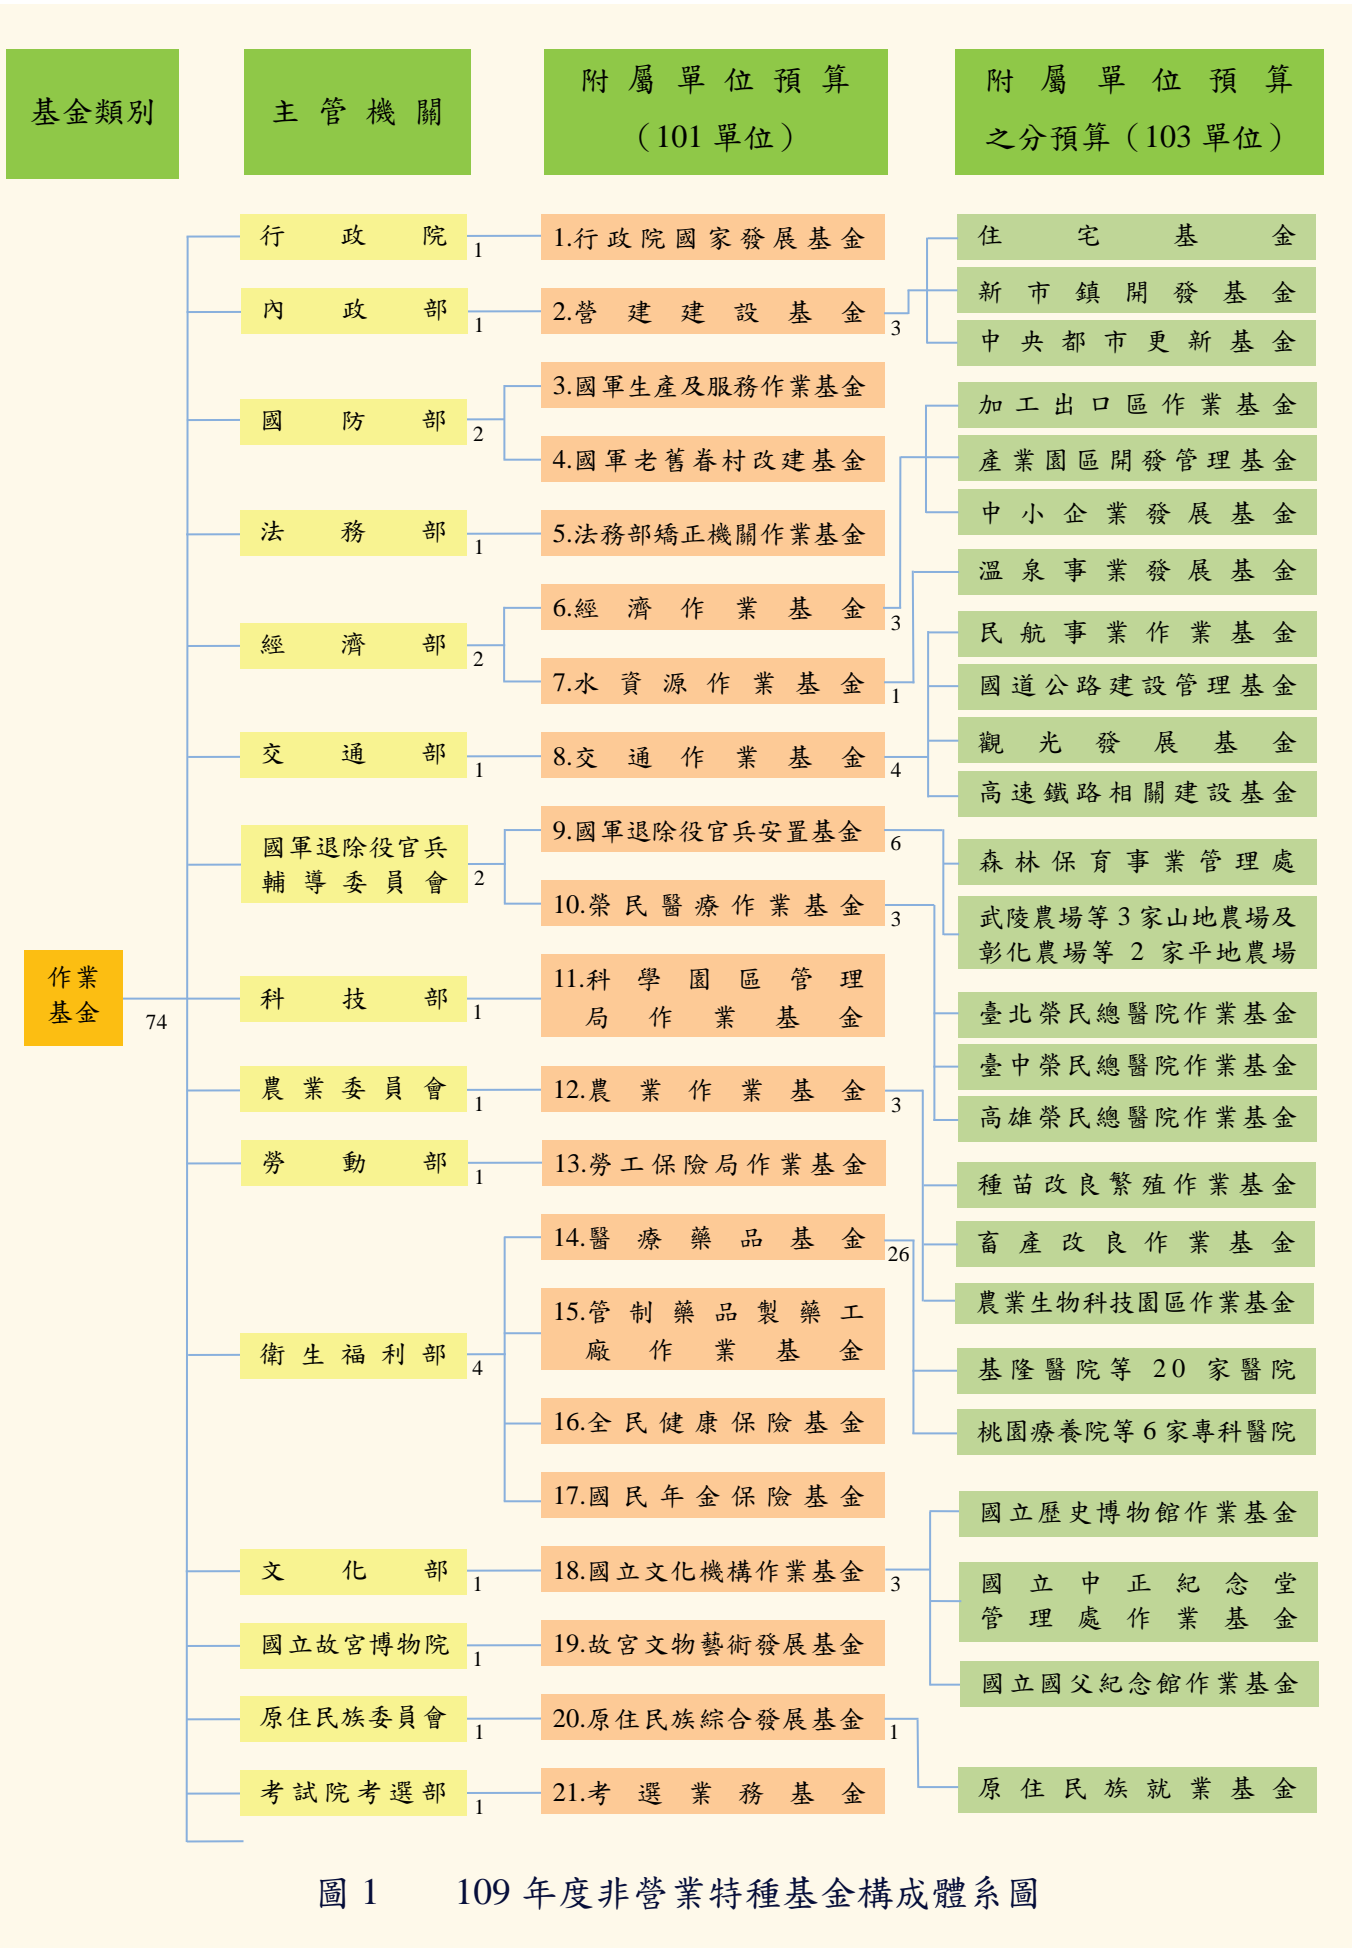 基金類別
主管機關
附屬單位預算
（101 單位）
附屬單位預算
之分預算（103 單位）
作業
基金
74
行政院
1
1.行政院國家發展基金
內政部
1
2.營建建設基金
3
住宅基金
新市鎮開發基金
中央都市更新基金
國防部
2
3.國軍生產及服務作業基金
4.國軍老舊眷村改建基金
法務部
1
5.法務部矯正機關作業基金
經濟部
2
6.經濟作業基金
3
加工出口區作業基金
產業園區開發管理基金
中小企業發展基金
7.水資源作業基金
1
溫泉事業發展基金
交通部
1
8.交通作業基金
4
民航事業作業基金
國道公路建設管理基金
觀光發展基金
高速鐵路相關建設基金
國軍退除役官兵
輔導委員會
2
9.國軍退除役官兵安置基金
6
森林保育事業管理處
武陵農場等 3 家山地農場及
彰化農場等 2 家平地農場
10.榮民醫療作業基金
3
臺北榮民總醫院作業基金
臺中榮民總醫院作業基金
高雄榮民總醫院作業基金
科技部
1
11.科學園區管理
局作業基金
農業委員會
1
12.農業作業基金
3
種苗改良繁殖作業基金
畜產改良作業基金
農業生物科技園區作業基金
勞動部
1
13.勞工保險局作業基金
衛生福利部
4
14.醫療藥品基金
26
基隆醫院等 20 家醫院
桃園療養院等 6 家專科醫院
15.管制藥品製藥工
廠作業基金
16.全民健康保險基金
17.國民年金保險基金
文化部
1
18.國立文化機構作業基金
3
國立歷史博物館作業基金
國立中正紀念堂
管理處作業基金
國立國父紀念館作業基金
國立故宮博物院
1
19.故宮文物藝術發展基金
原住民族委員會
1
20.原住民族綜合發展基金
1
原住民族就業基金
考試院考選部
1
21.考選業務基金
圖 1 109 年度非營業特種基金構成體系圖